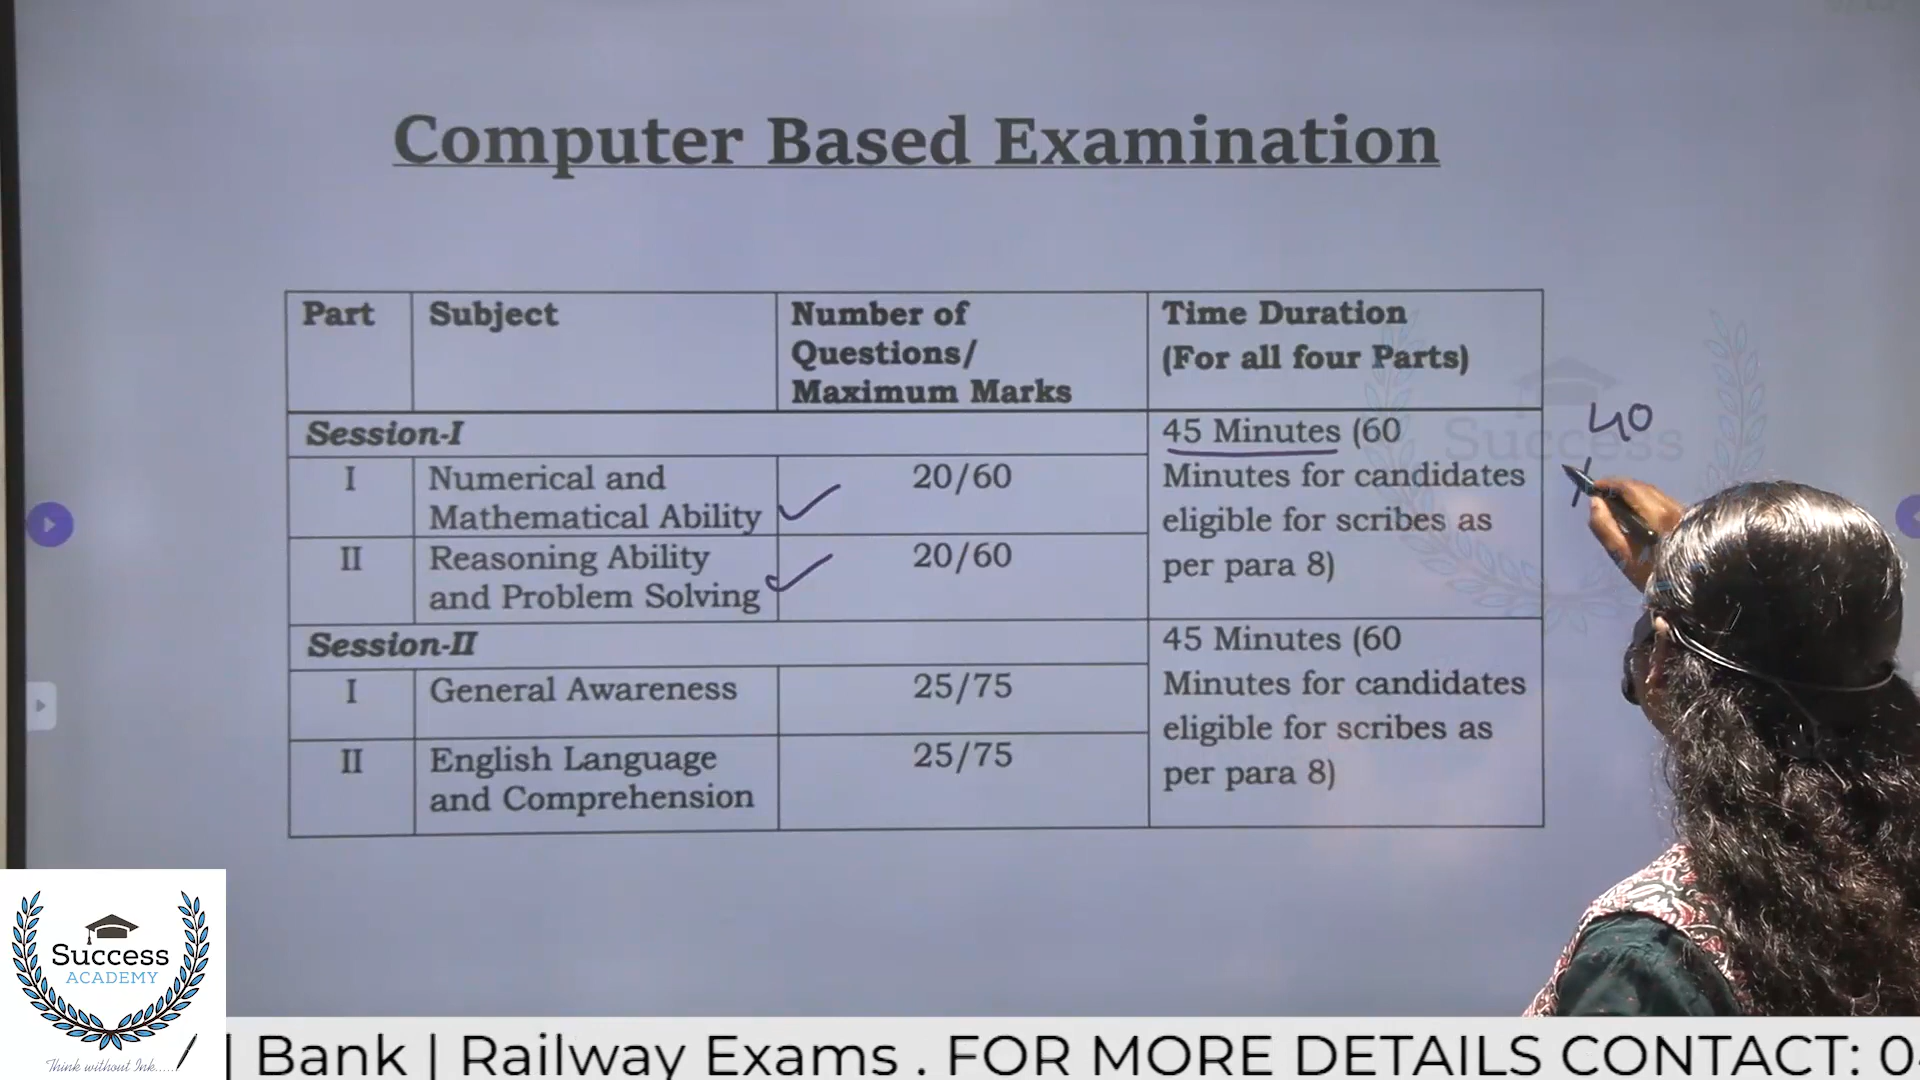 Computer Based Examination
Part
Subject
Number of
Questions/
Maximum Marks
Time Duration
(For all four Parts)
Session-I
45 Minutes (60
Minutes for candidates
eligible for scribes as
per para 8)
I
Numerical and
Mathematical Ability
20/60
II
Reasoning Ability
and Problem Solving
20/60
Session-II
45 Minutes (60
Minutes for candidates
eligible for scribes as
per para 8)
I
General Awareness
25/75
II
English Language
and Comprehension
25/75
40
Success
Success
ACADEMY
Think without Ink.....
| Bank | Railway Exams . FOR MORE DETAILS CONTACT: 0